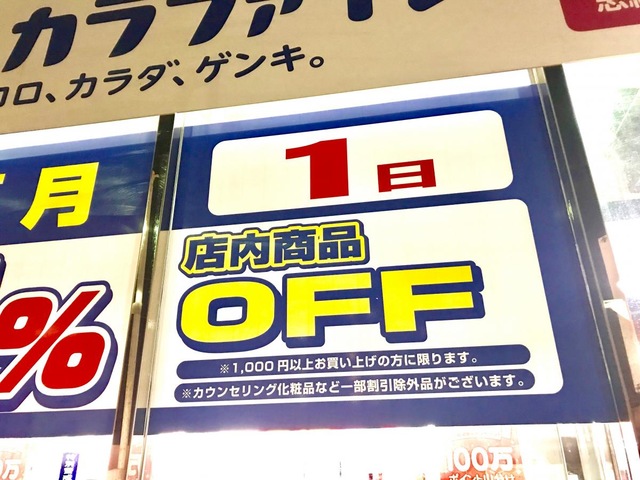 カラファイン
コロ、カラダ、ゲンキ。
月
%
1日
店内商品
OFF
※1,000円以上お買い上げの方に限ります。
※カウンセリング化粧品など一部割引除外品がございます。
00万